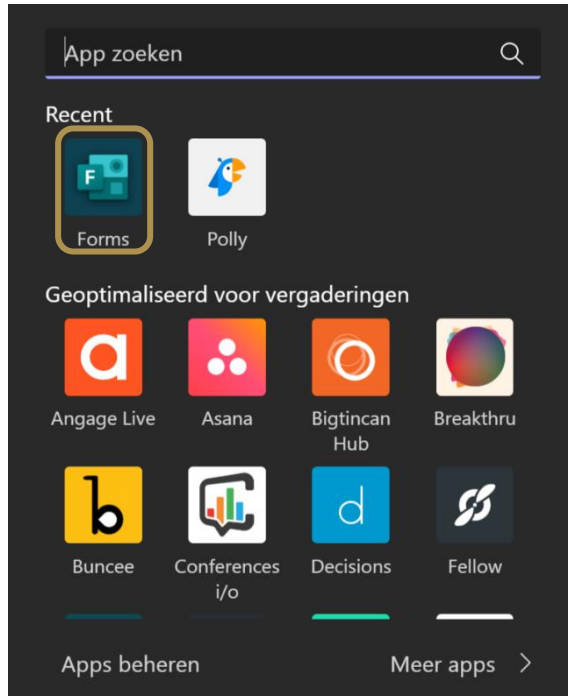 App zoeken
Recent
F
Forms
Polly
Geoptimaliseerd voor vergaderingen
Angage Live
Asana
Bigtincan
Hub
Breakthru
Buncee
Conferences
i/o
Decisions
Fellow
Apps beheren
Meer apps